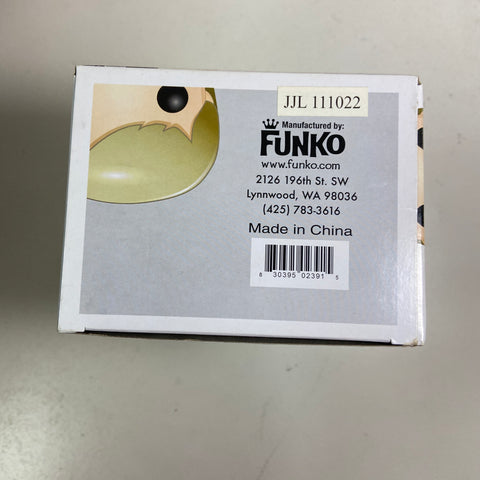 JJL 111022
Manufactured by:
FUNKO
www.funko.com
2126 196th St. SW
Lynnwood, WA 98036
(425) 783-3616
Made in China
8 30395 02391 5